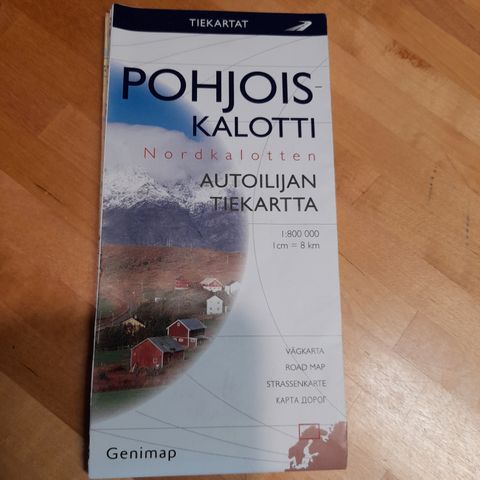 TIEKARTAT
POHJOIS-
KALOTTI
Nordkalotten
AUTOILIJAN
TIEKARTTA
1:800 000
1 cm = 8 km
VÄGKARTA
ROAD MAP
STRASSENKARTE
КАРТА ДОРОГ
Genimap